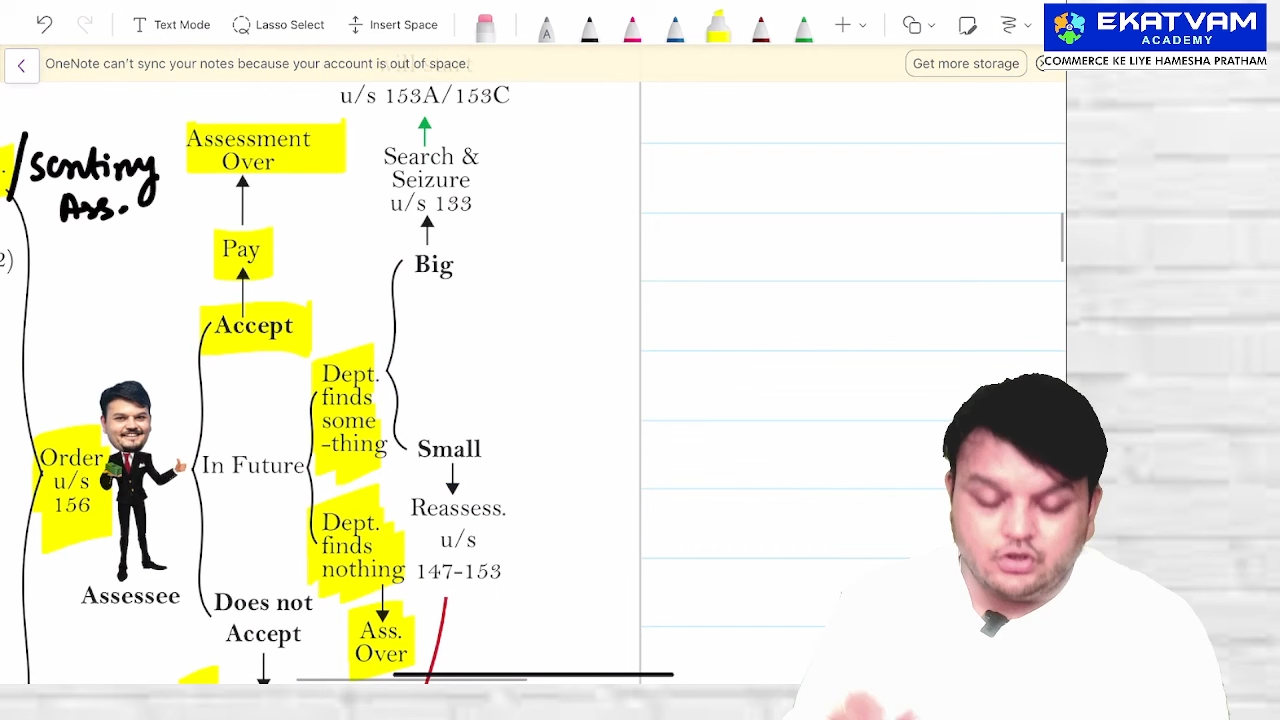 Text Mode
Lasso Select
Insert Space
EKATVAM
ACADEMY
COMMERCE KE LIYE HAMESHA PRATHAM
OneNote can't sync your notes because your account is out of space.
Get more storage
u/s 153A/153C
Assessment
Over
Search &
Seizure
u/s 133
Ass.
Pay
Big
2)
Accept
Dept.
finds
some
-thing
Small
Order
u/s
156
In Future
Reassess.
u/s
147-153
Dept.
finds
nothing
Assessee
Does not
Accept
Ass.
Over